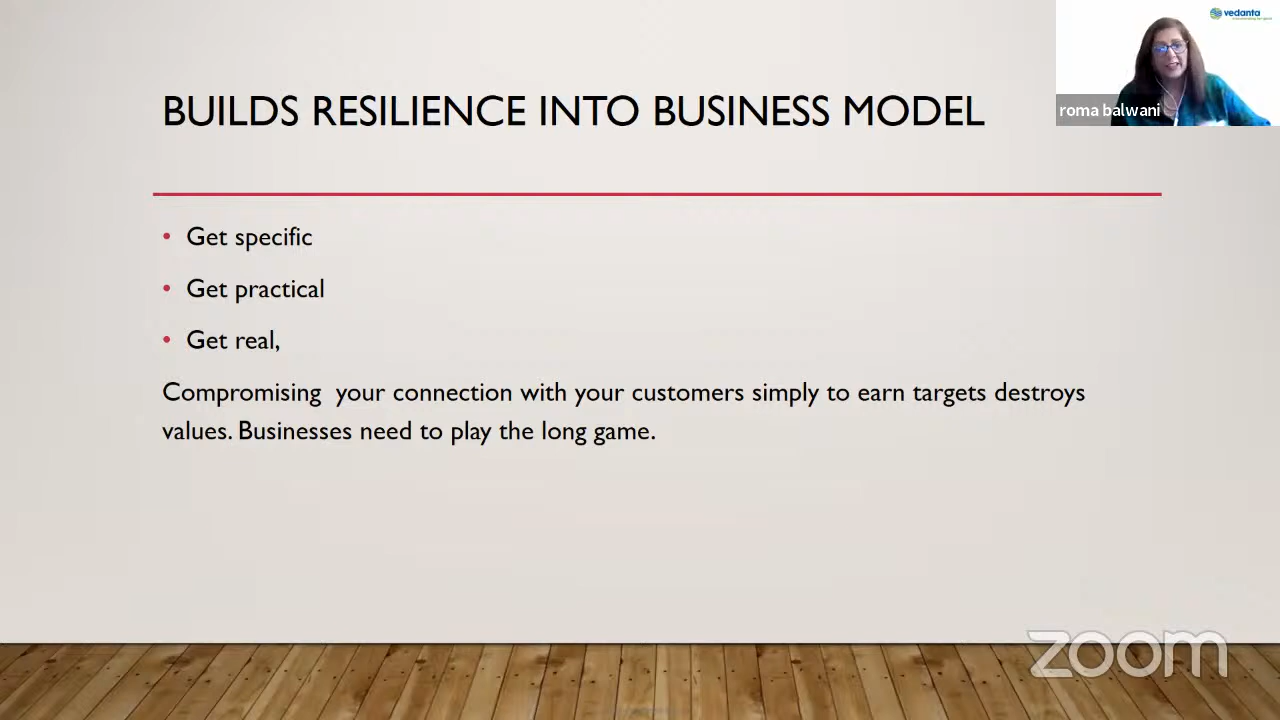 vedanta
BUILDS RESILIENCE INTO BUSINESS MODEL
roma balwani
• Get specific
• Get practical
• Get real,
Compromising  your connection with your customers simply to earn targets destroys
values. Businesses need to play the long game.
zoom